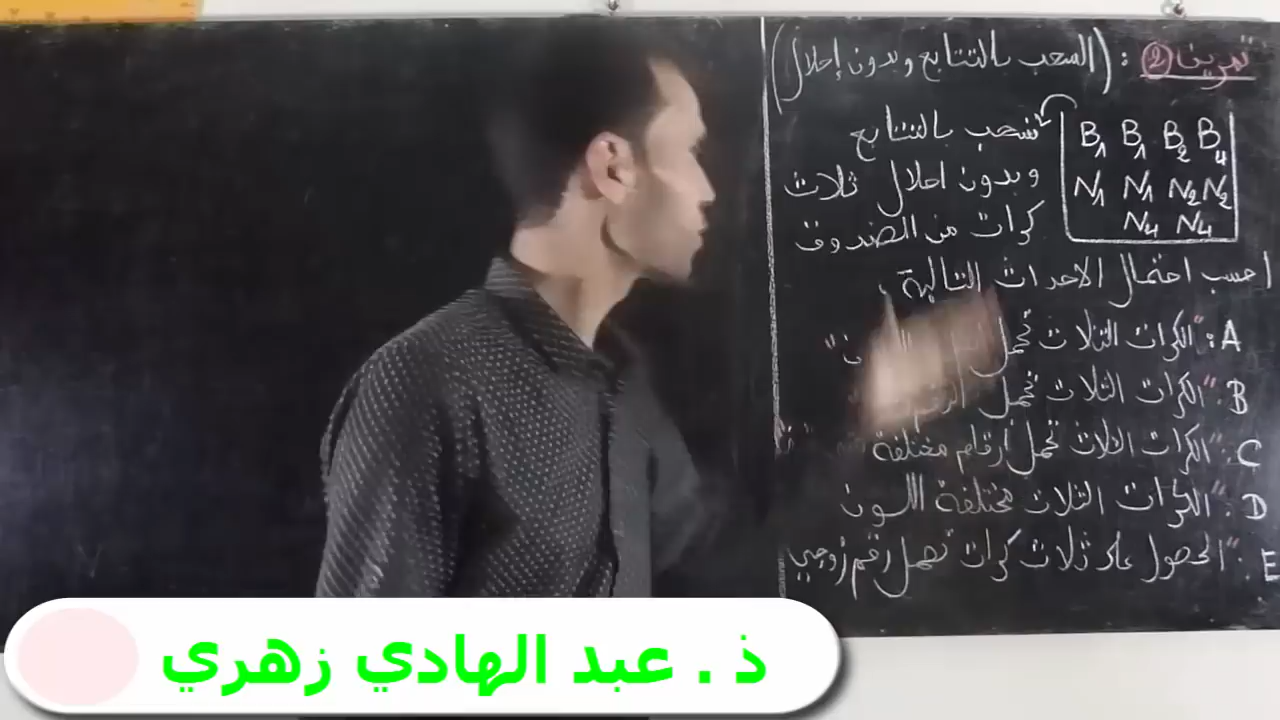 تمرين 2 : (السحب بالتتابع وبدون إحلال)
B1 B1 B2 B4
N1 N1 N2 N2
N4 N4
نسحب بالتتابع
وبدون احلال ثلاث
كرات من الصندوق
احسب احتمال الاحداث التالية
A : "الكرات الثلاث تحمل
B : "الكرات الثلاث تحمل الرقم
C : "الكرات الثلاث تحمل أرقام مختلفة
D : "الكرات الثلاث مختلفة اللون
E : "الحصول على ثلاث كرات تحمل رقم زوجي
ذ . عبد الهادي زهري